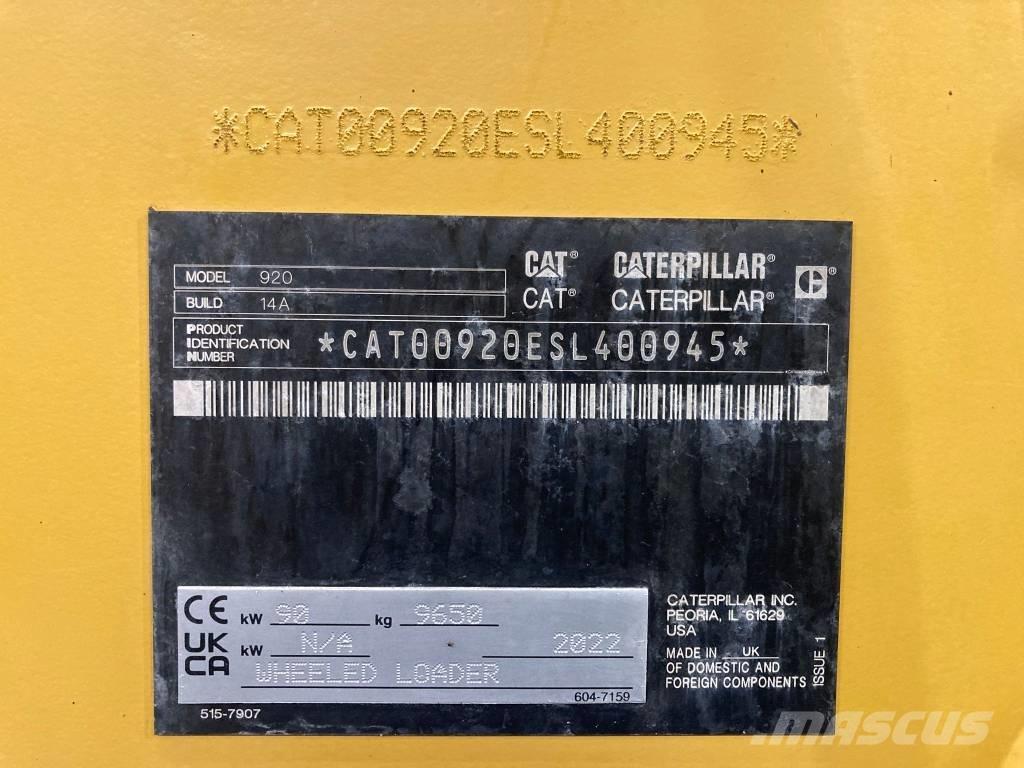 *CAT00920ESL400945*
MODEL 920
BUILD 14A
CAT® CATERPILLAR®
CAT® CATERPILLAR®
PRODUCT
IDENTIFICATION
NUMBER
*CAT00920ESL400945*
CE kW 90 kg 9650
UKCA kW N/A 2022
WHEELED LOADER
604-7159
515-7907
CATERPILLAR INC.
PEORIA, IL 61629
USA
MADE IN UK
OF DOMESTIC AND
FOREIGN COMPONENTS
ISSUE 1
MASCUS